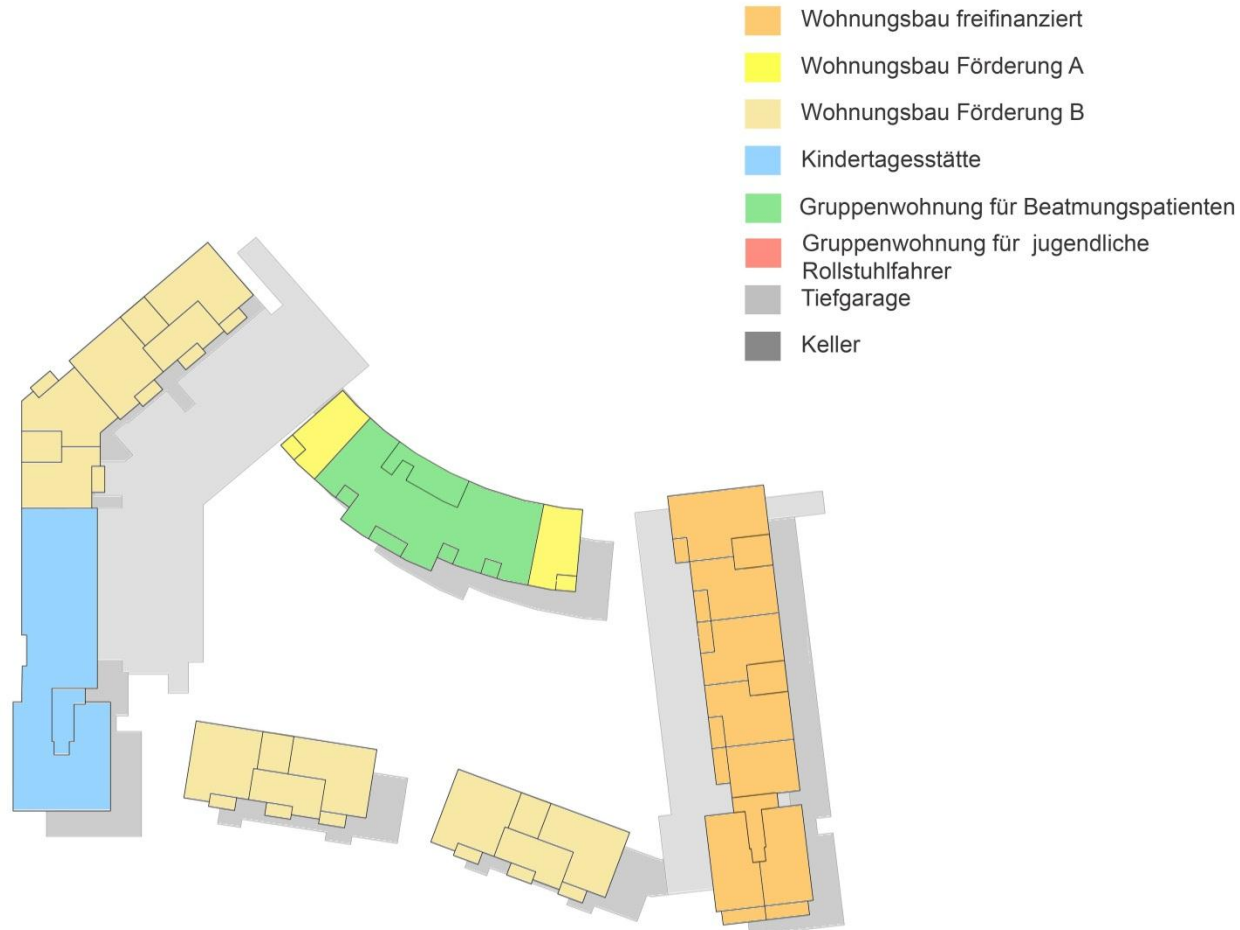 Wohnungsbau freifinanziert
Wohnungsbau Förderung A
Wohnungsbau Förderung B
Kindertagesstätte
Gruppenwohnung für Beatmungspatienten
Gruppenwohnung für jugendliche
Rollstuhlfahrer
Tiefgarage
Keller